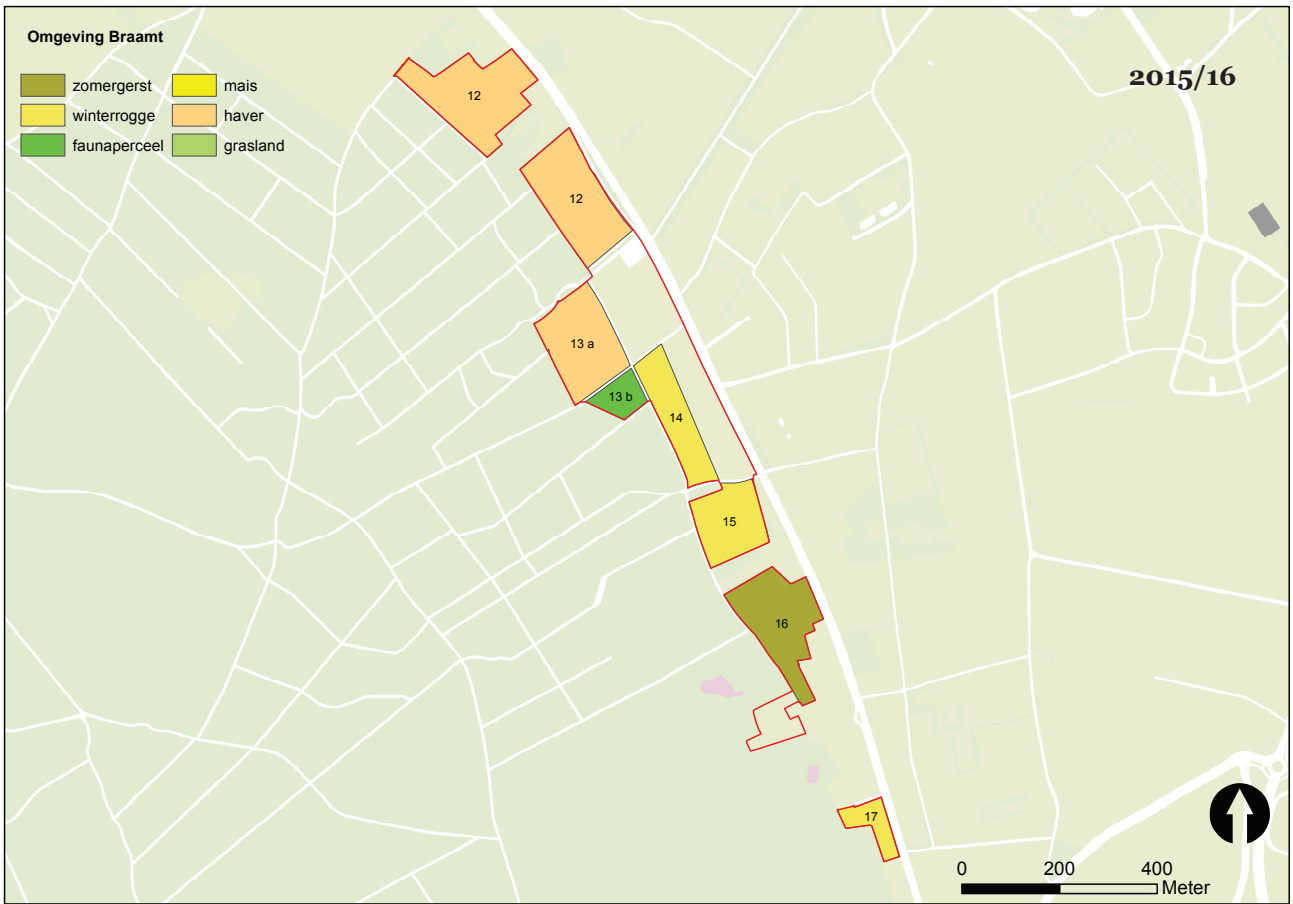 Omgeving Braamt
2015/16
zomergerst
mais
winterrogge
haver
faunaperceel
grasland
12
12
13 a
13 b
14
15
16
17
0 200 400
Meter